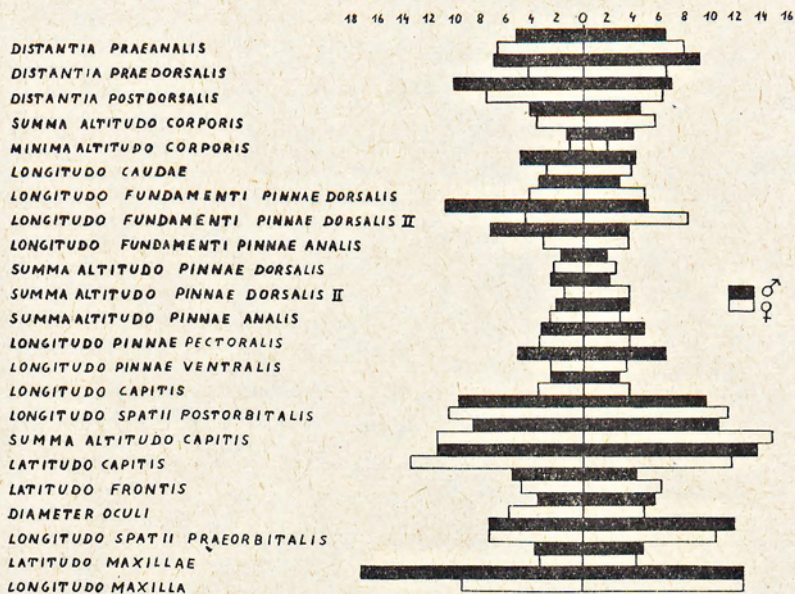 18 16 14 12 10 8 6 4 2 0 2 4 6 8 10 12 14 16
DISTANTIA PRAEANALIS
DISTANTIA PRAEDORSALIS
DISTANTIA POSTDORSALIS
SUMMA ALTITUDO CORPORIS
MINIMA ALTITUDO CORPORIS
LONGITUDO CAUDAE
LONGITUDO FUNDAMENTI PINNAE DORSALIS
LONGITUDO FUNDAMENTI PINNAE DORSALIS II
LONGITUDO FUNDAMENTI PINNAE ANALIS
SUMMA ALTITUDO PINNAE DORSALIS
SUMMA ALTITUDO PINNAE DORSALIS II
SUMMA ALTITUDO PINNAE ANALIS
♂
♀
LONGITUDO PINNAE PECTORALIS
LONGITUDO PINNAE VENTRALIS
LONGITUDO CAPITIS
LONGITUDO SPATII POSTORBITALIS
SUMMA ALTITUDO CAPITIS
LATITUDO CAPITIS
LATITUDO FRONTIS
DIAMETER OCULI
LONGITUDO SPATII PRAEORBITALIS
LATITUDO MAXILLAE
LONGITUDO MAXILLA